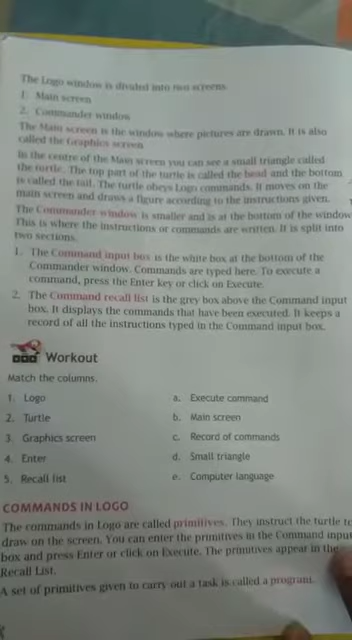 The Logo window is divided into two screens
1. Main screen
2. Commander window
The Main screen is the window where pictures are drawn. It is also
called the Graphics screen
In the centre of the Main screen you can see a small triangle called
the turtle. The top part of the turtle is called the head and the bottom
is called the tail. The turtle obeys Logo commands. It moves on the
main screen and draws a figure according to the instructions given.
The Commander window is smaller and is at the bottom of the window
This is where the instructions or commands are written. It is split into
two sections.
1. The Command input box is the white box at the bottom of the
Commander window. Commands are typed here. To execute a
command, press the Enter key or click on Execute.
2. The Command recall list is the grey box above the Command input
box. It displays the commands that have been executed. It keeps a
record of all the instructions typed in the Command input box.
Workout
Match the columns.
1. Logo a. Execute command
2. Turtle b. Main screen
3. Graphics screen c. Record of commands
4. Enter d. Small triangle
5. Recall list e. Computer language
COMMANDS IN LOGO
The commands in Logo are called primitives. They instruct the turtle to
draw on the screen. You can enter the primitives in the Command input
box and press Enter or click on Execute. The primitives appear in the
Recall List.
A set of primitives given to carry out a task is called a program.